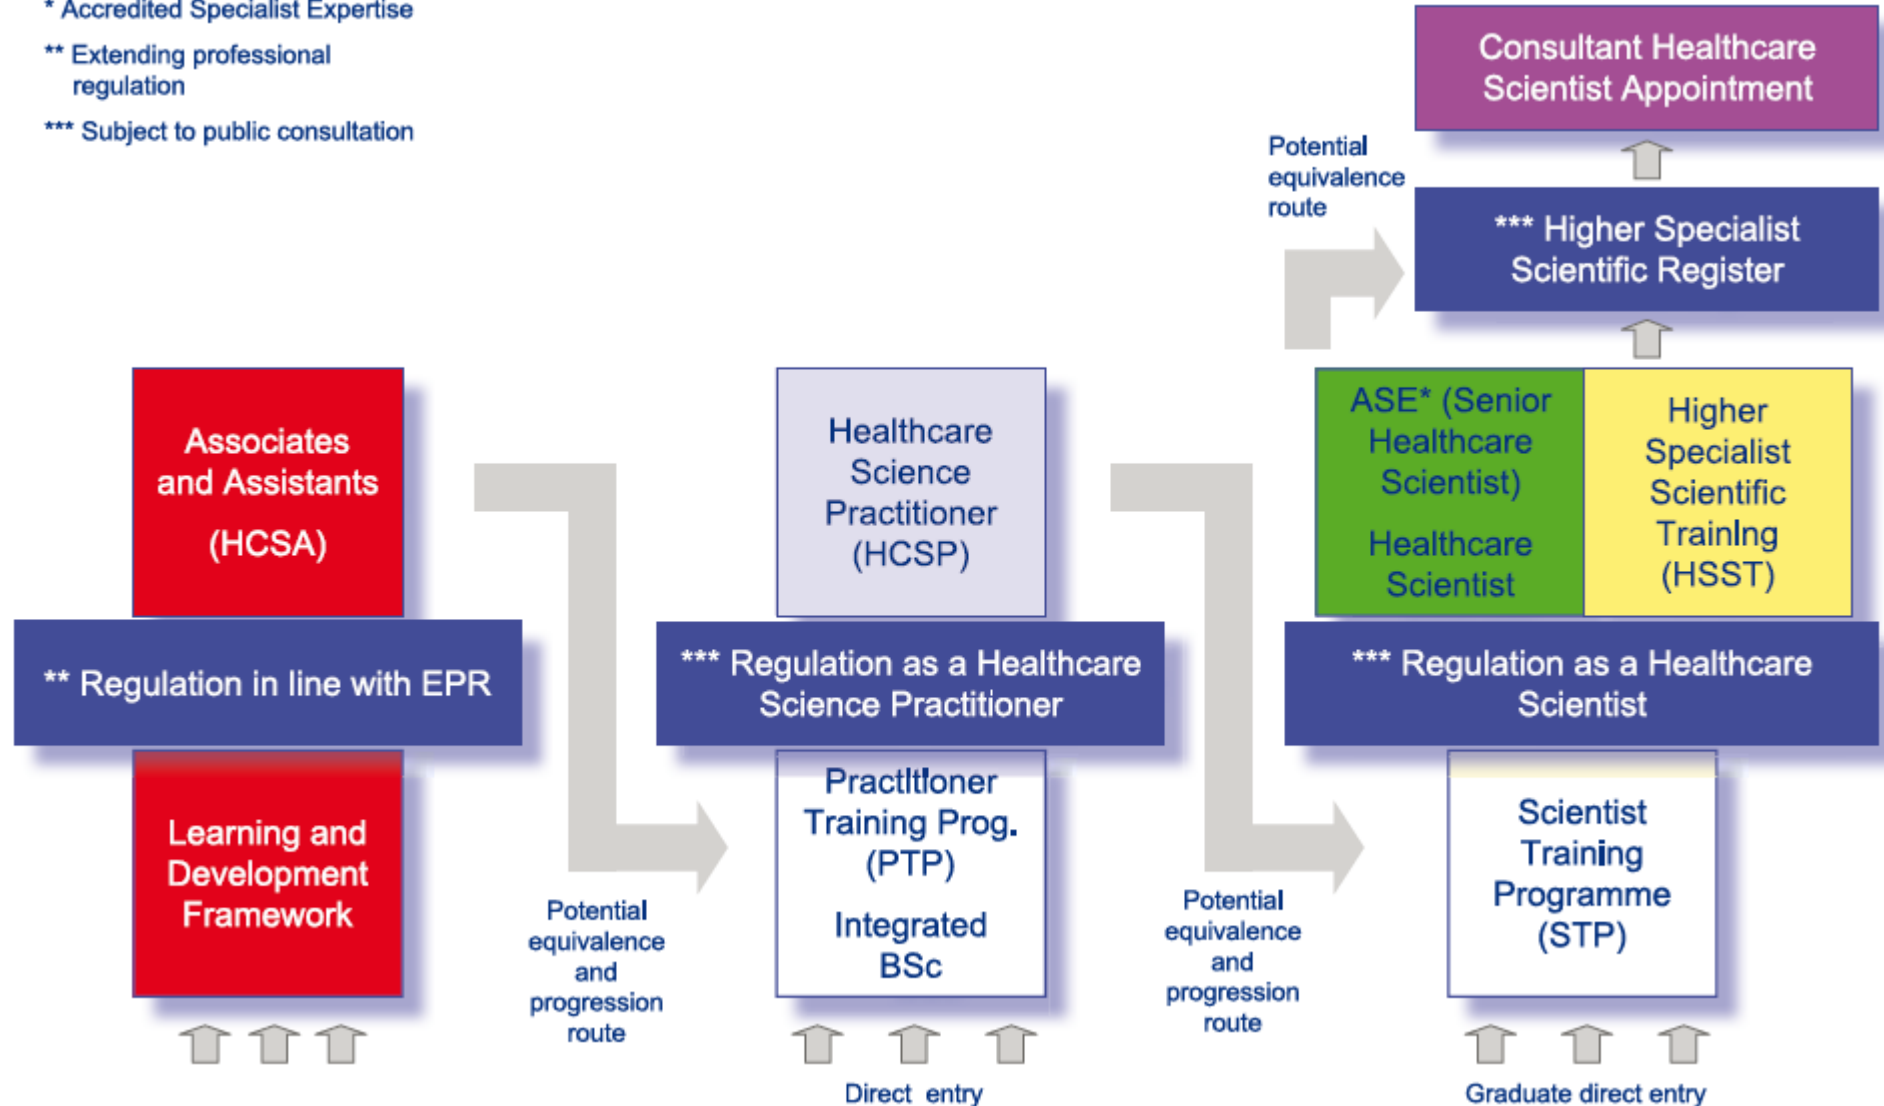 * Accredited Specialist Expertise
** Extending professional
regulation
*** Subject to public consultation
Consultant Healthcare
Scientist Appointment
Potential
equivalence
route
*** Higher Specialist
Scientific Register
Associates
and Assistants
(HCSA)
Healthcare
Science
Practitioner
(HCSP)
ASE* (Senior
Healthcare
Scientist)
Healthcare
Scientist
Higher
Specialist
Scientific
Training
(HSST)
** Regulation in line with EPR
*** Regulation as a Healthcare
Science Practitioner
*** Regulation as a Healthcare
Scientist
Learning and
Development
Framework
Potential
equivalence
and
progression
route
Practitioner
Training Prog.
(PTP)
Integrated
BSc
Potential
equivalence
and
progression
route
Scientist
Training
Programme
(STP)
Direct entry
Graduate direct entry